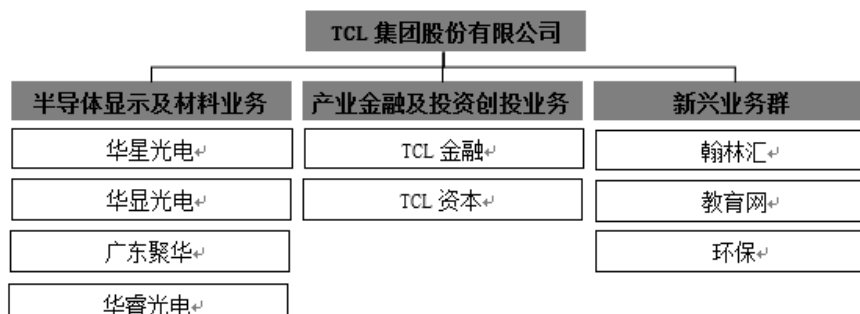 TCL 集团股份有限公司
半导体显示及材料业务
产业金融及投资创投业务
新兴业务群
华星光电
TCL 金融
翰林汇
华显光电
TCL 资本
教育网
广东聚华
环保
华睿光电